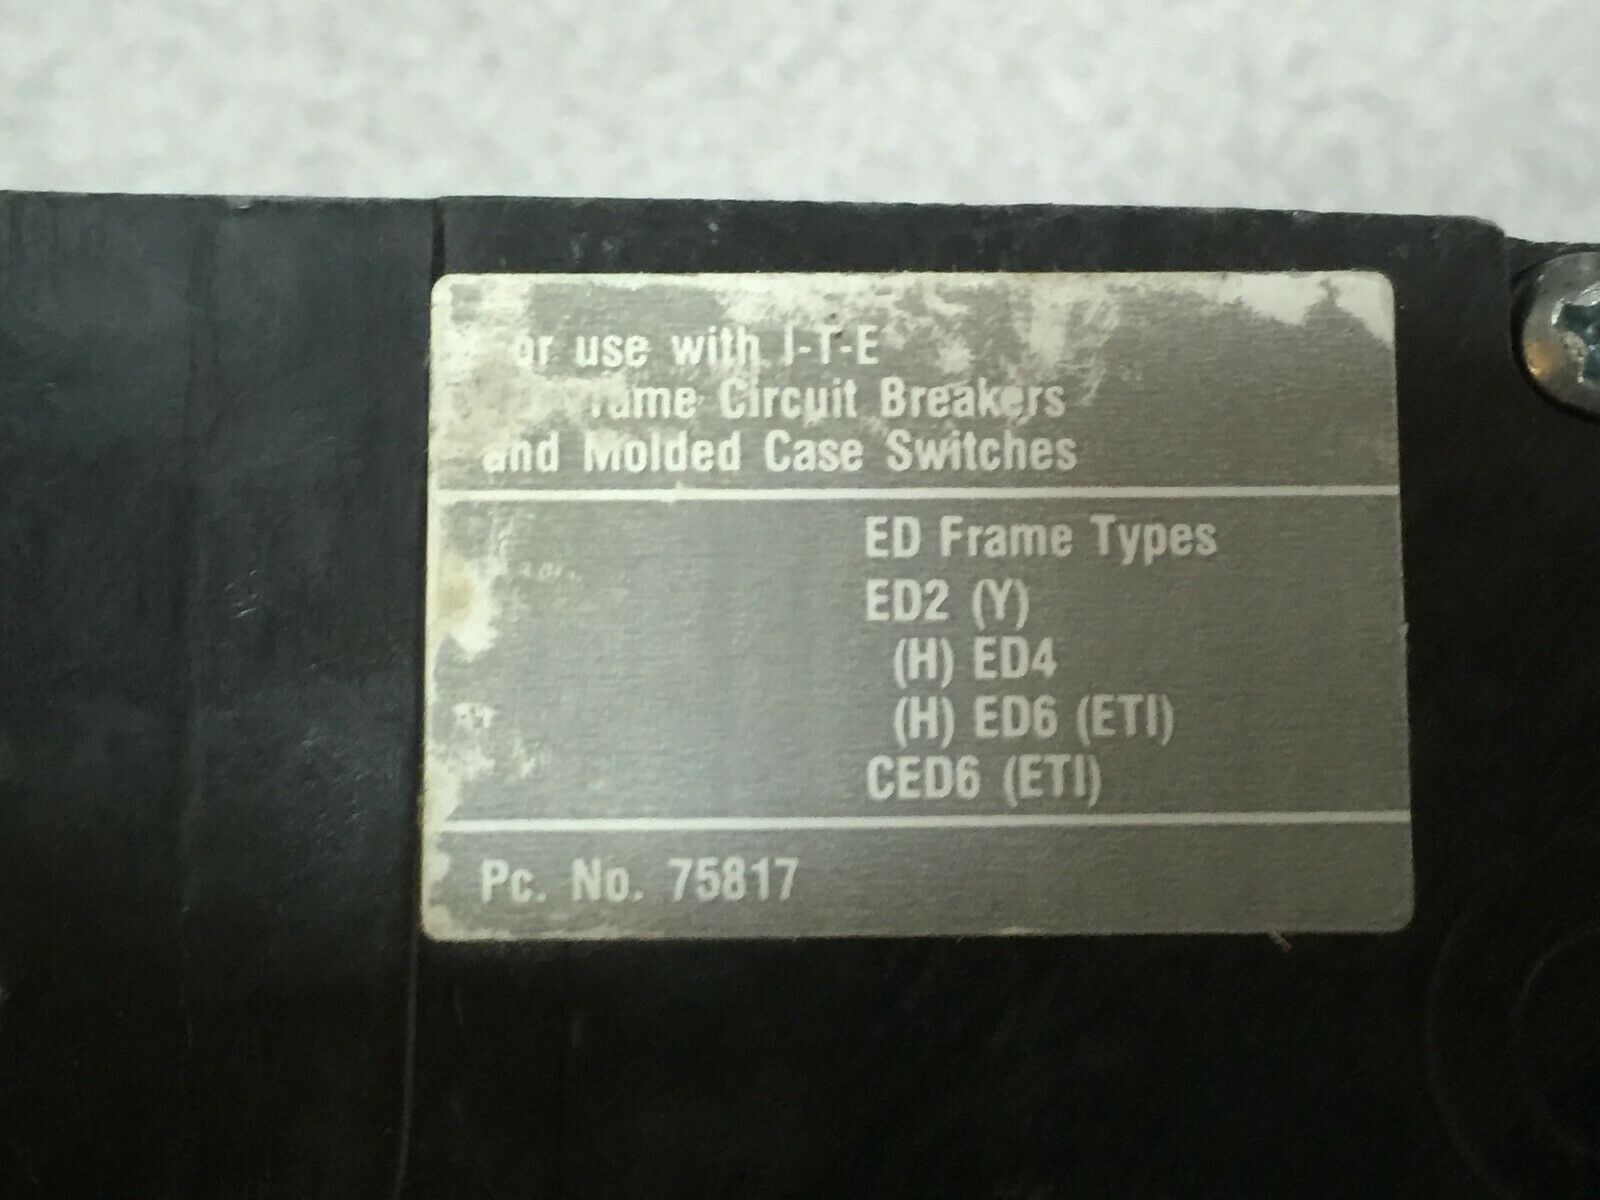 For use with I-T-E
Frame Circuit Breakers
and Molded Case Switches
ED Frame Types
ED2 (Y)
(H) ED4
(H) ED6 (ETI)
CED6 (ETI)
Pc. No. 75817